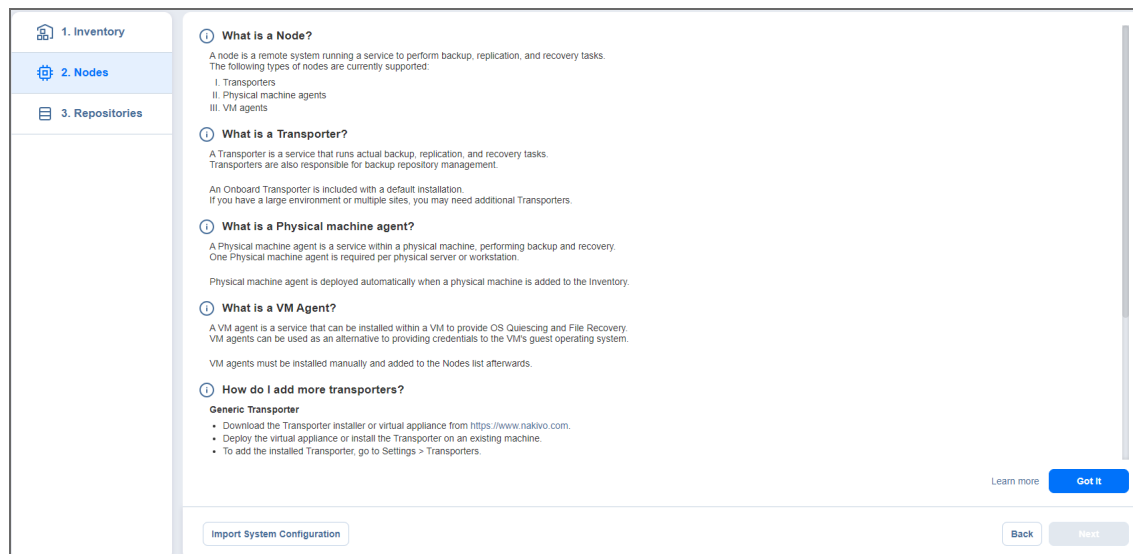 1. Inventory
2. Nodes
3. Repositories
What is a Node?
A node is a remote system running a service to perform backup, replication, and recovery tasks.
The following types of nodes are currently supported:
I. Transporters
II. Physical machine agents
III. VM agents
What is a Transporter?
A Transporter is a service that runs actual backup, replication, and recovery tasks.
Transporters are also responsible for backup repository management.
An Onboard Transporter is included with a default installation.
If you have a large environment or multiple sites, you may need additional Transporters.
What is a Physical machine agent?
A Physical machine agent is a service within a physical machine, performing backup and recovery.
One Physical machine agent is required per physical server or workstation.
Physical machine agent is deployed automatically when a physical machine is added to the Inventory.
What is a VM Agent?
A VM agent is a service that can be installed within a VM to provide OS Quiescing and File Recovery.
VM agents can be used as an alternative to providing credentials to the VM's guest operating system.
VM agents must be installed manually and added to the Nodes list afterwards.
How do I add more transporters?
Generic Transporter
• Download the Transporter installer or virtual appliance from https://www.nakivo.com.
• Deploy the virtual appliance or install the Transporter on an existing machine.
• To add the installed Transporter, go to Settings > Transporters.
Learn more
Got It
Import System Configuration
Back
Next